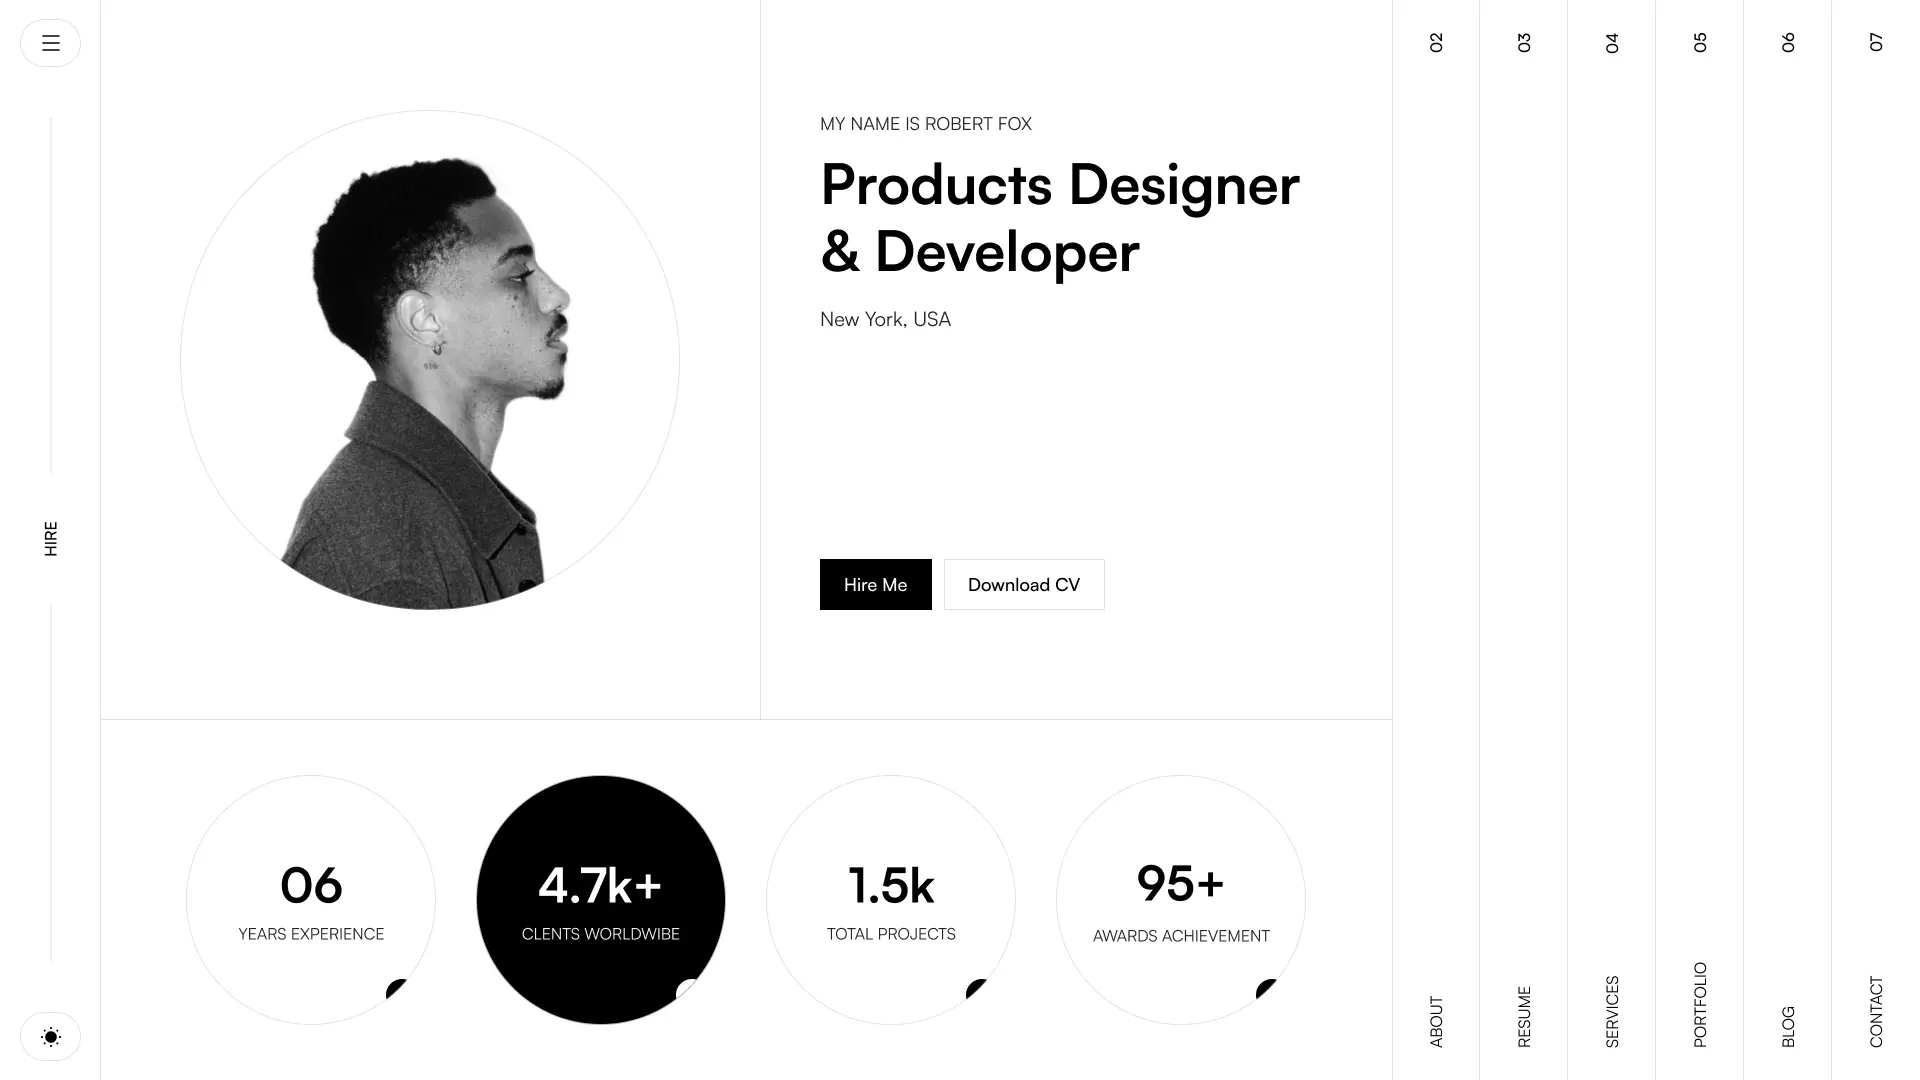 HIRE
MY NAME IS ROBERT FOX
Products Designer
& Developer
New York, USA
Hire Me
Download CV
06
YEARS EXPERIENCE
4.7k+
CLENTS WORLDWIBE
1.5k
TOTAL PROJECTS
95+
AWARDS ACHIEVEMENT
02
ABOUT
03
RESUME
04
SERVICES
05
PORTFOLIO
06
BLOG
07
CONTACT